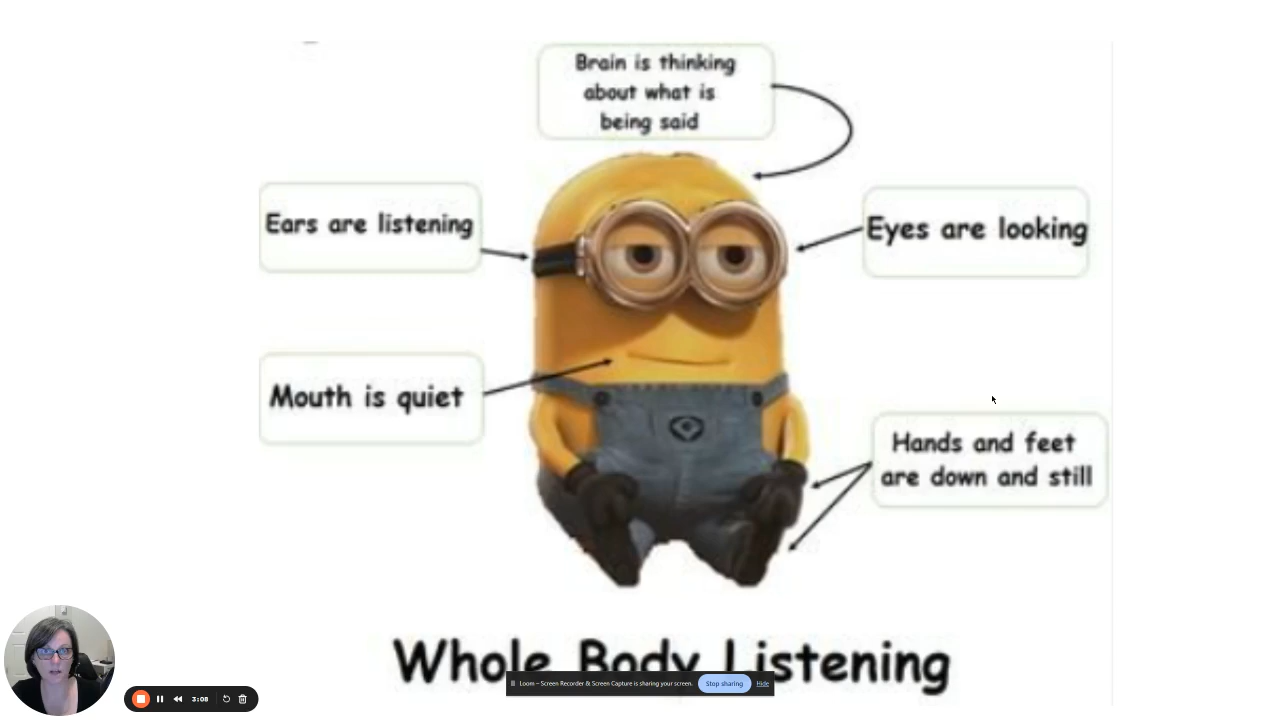 Brain is thinking
about what is
being said
Ears are listening
Eyes are looking
Mouth is quiet
Hands and feet
are down and still
Whole Body Listening
Loom – Screen Recorder & Screen Capture is sharing your screen.
Stop sharing
Hide
3:08